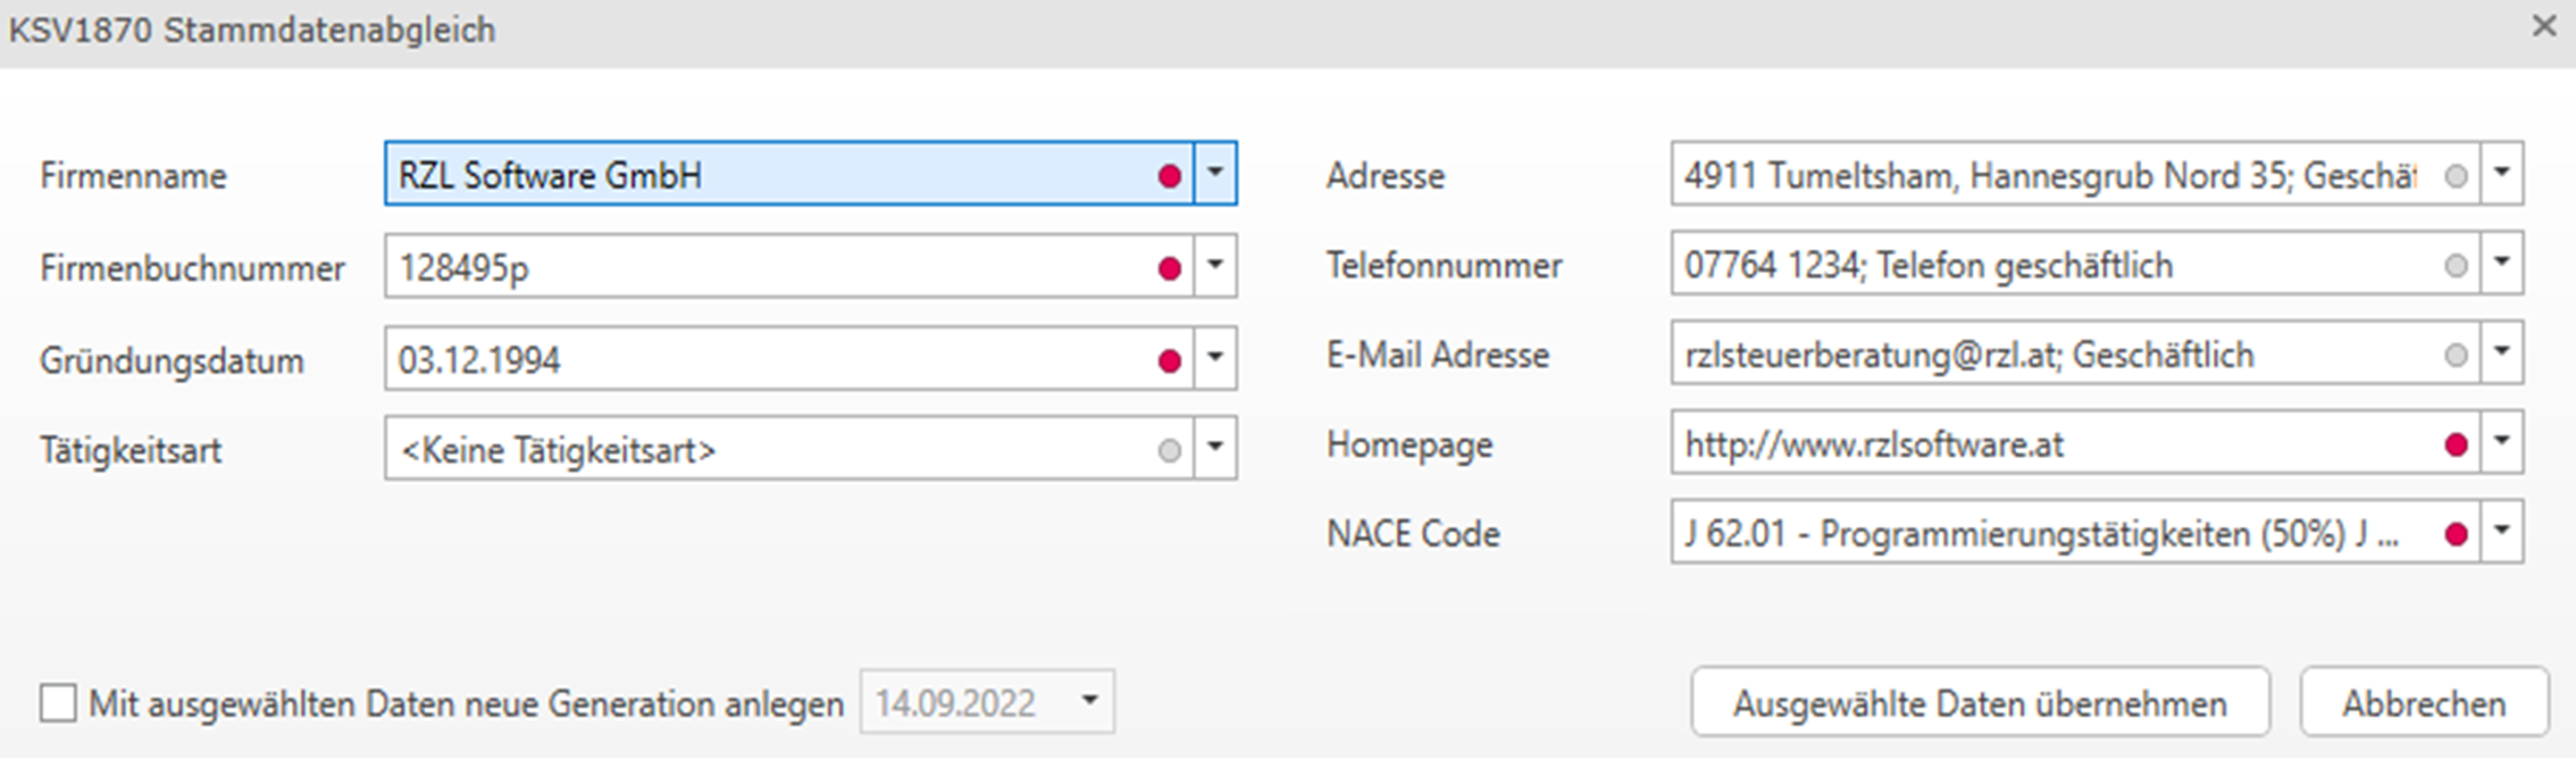 KSV1870 Stammdatenabgleich
Firmenname
RZL Software GmbH
Firmenbuchnummer
128495p
Gründungsdatum
03.12.1994
Tätigkeitsart
<Keine Tätigkeitsart>
Adresse
4911 Tumeltsham, Hannesgrub Nord 35; Geschäf
Telefonnummer
07764 1234; Telefon geschäftlich
E-Mail Adresse
rzlsteuerberatung@rzl.at; Geschäftlich
Homepage
http://www.rzlsoftware.at
NACE Code
J 62.01 - Programmierungstätigkeiten (50%) J ...
Mit ausgewählten Daten neue Generation anlegen
14.09.2022
Ausgewählte Daten übernehmen
Abbrechen